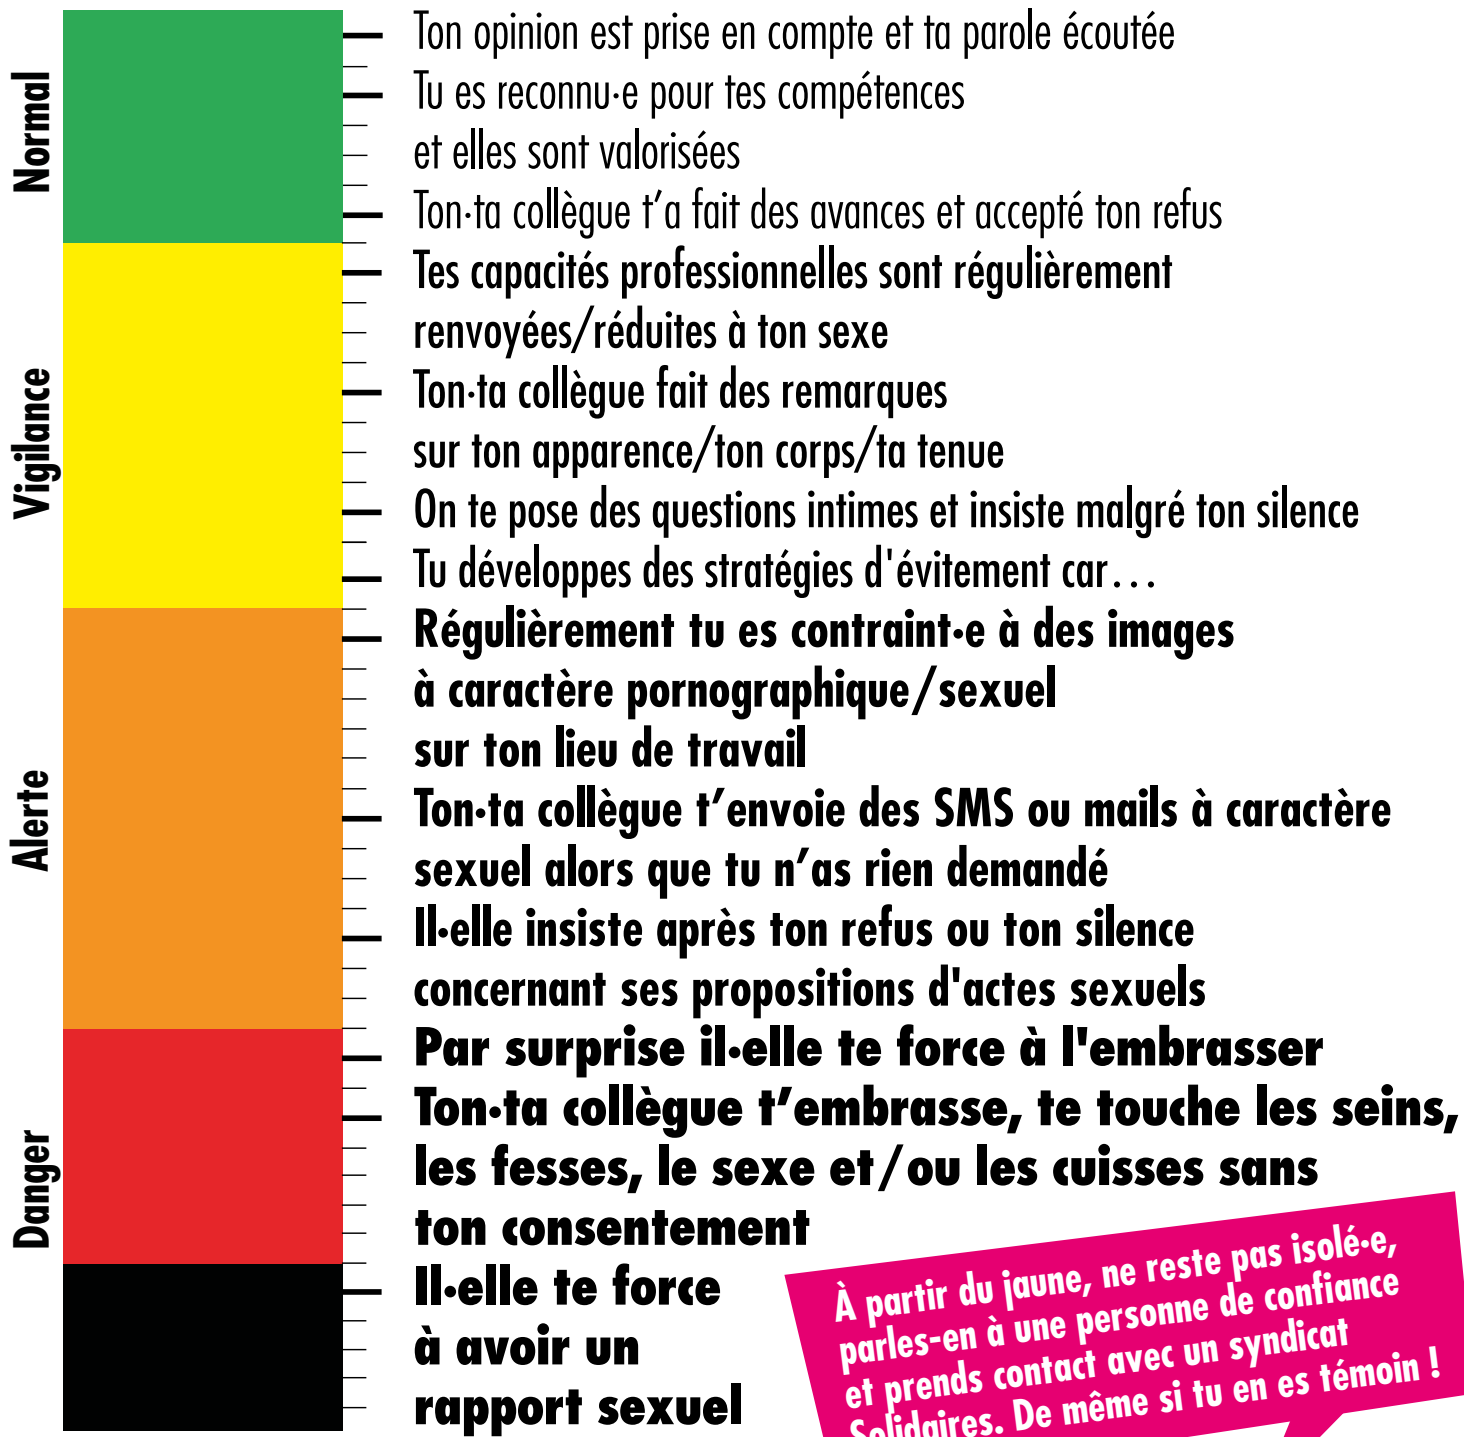 Normal
Ton opinion est prise en compte et ta parole écoutée
Tu es reconnu·e pour tes compétences
et elles sont valorisées
Ton·ta collègue t’a fait des avances et accepté ton refus
Vigilance
Tes capacités professionnelles sont régulièrement
renvoyées/réduites à ton sexe
Ton·ta collègue fait des remarques
sur ton apparence/ton corps/ta tenue
On te pose des questions intimes et insiste malgré ton silence
Tu développes des stratégies d'évitement car...
Alerte
Régulièrement tu es contraint·e à des images
à caractère pornographique/sexuel
sur ton lieu de travail
Ton·ta collègue t’envoie des SMS ou mails à caractère
sexuel alors que tu n’as rien demandé
Il·elle insiste après ton refus ou ton silence
concernant ses propositions d'actes sexuels
Danger
Par surprise il·elle te force à l'embrasser
Ton·ta collègue t’embrasse, te touche les seins,
les fesses, le sexe et/ou les cuisses sans
ton consentement
Il·elle te force
à avoir un
rapport sexuel
À partir du jaune, ne reste pas isolé·e,
parles-en à une personne de confiance
et prends contact avec un syndicat
Solidaires. De même si tu en es témoin !